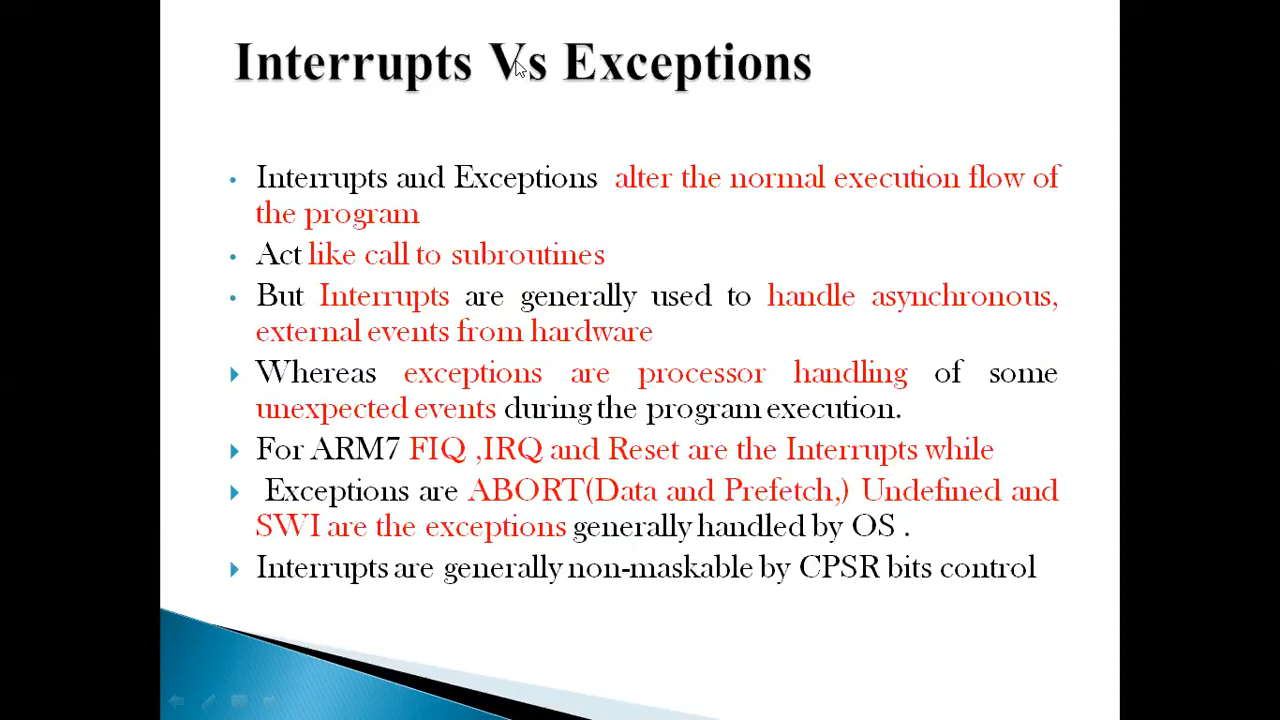 Interrupts Vs Exceptions
• Interrupts and Exceptions alter the normal execution flow of
the program
• Act like call to subroutines
• But Interrupts are generally used to handle asynchronous,
external events from hardware
Whereas exceptions are processor handling of some
unexpected events during the program execution.
For ARM7 FIQ ,IRQ and Reset are the Interrupts while
Exceptions are ABORT(Data and Prefetch,) Undefined and
SWI are the exceptions generally handled by OS .
Interrupts are generally non-maskable by CPSR bits control